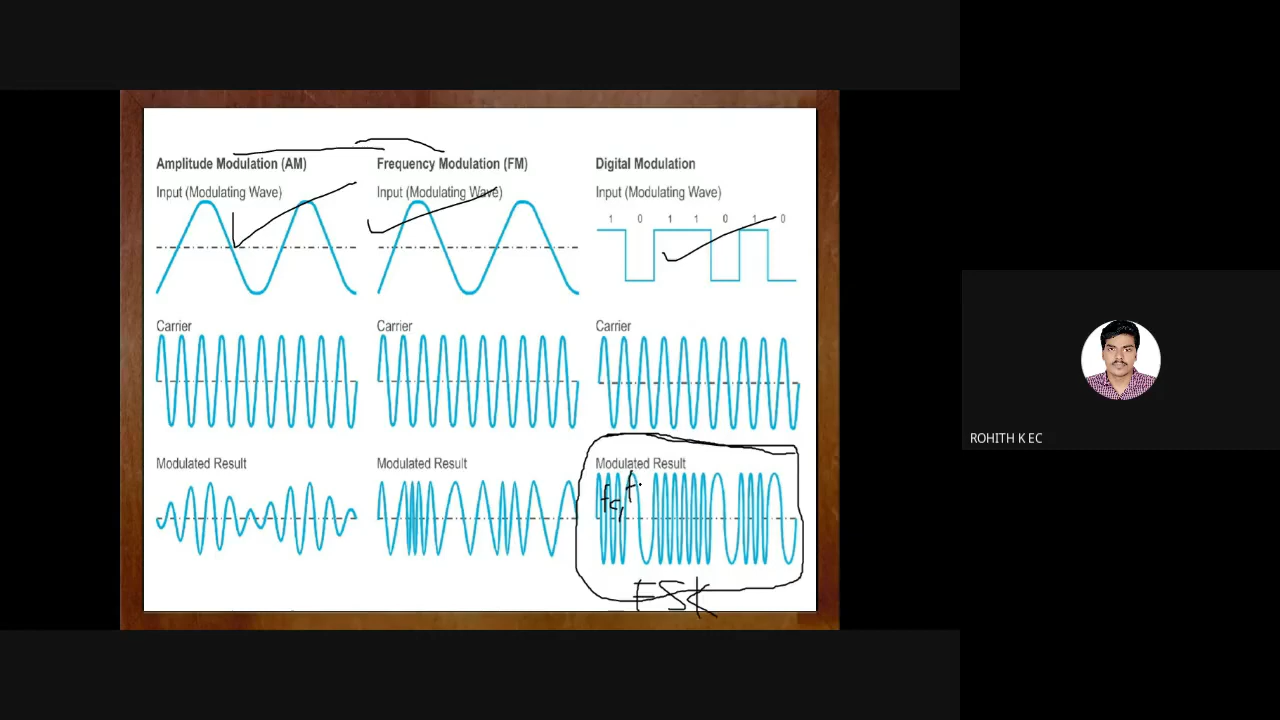 Amplitude Modulation (AM)
Input (Modulating Wave)
Carrier
Modulated Result
Frequency Modulation (FM)
Input (Modulating Wave)
Carrier
Modulated Result
Digital Modulation
Input (Modulating Wave)
1 0 1 1 0 1 0
Carrier
Modulated Result
FSK
ROHITH K EC